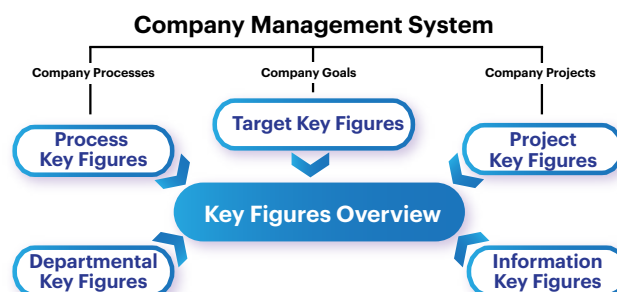 Company Management System
Company Processes
Company Goals
Company Projects
Process
Key Figures
Target Key Figures
Project
Key Figures
Key Figures Overview
Departmental
Key Figures
Information
Key Figures